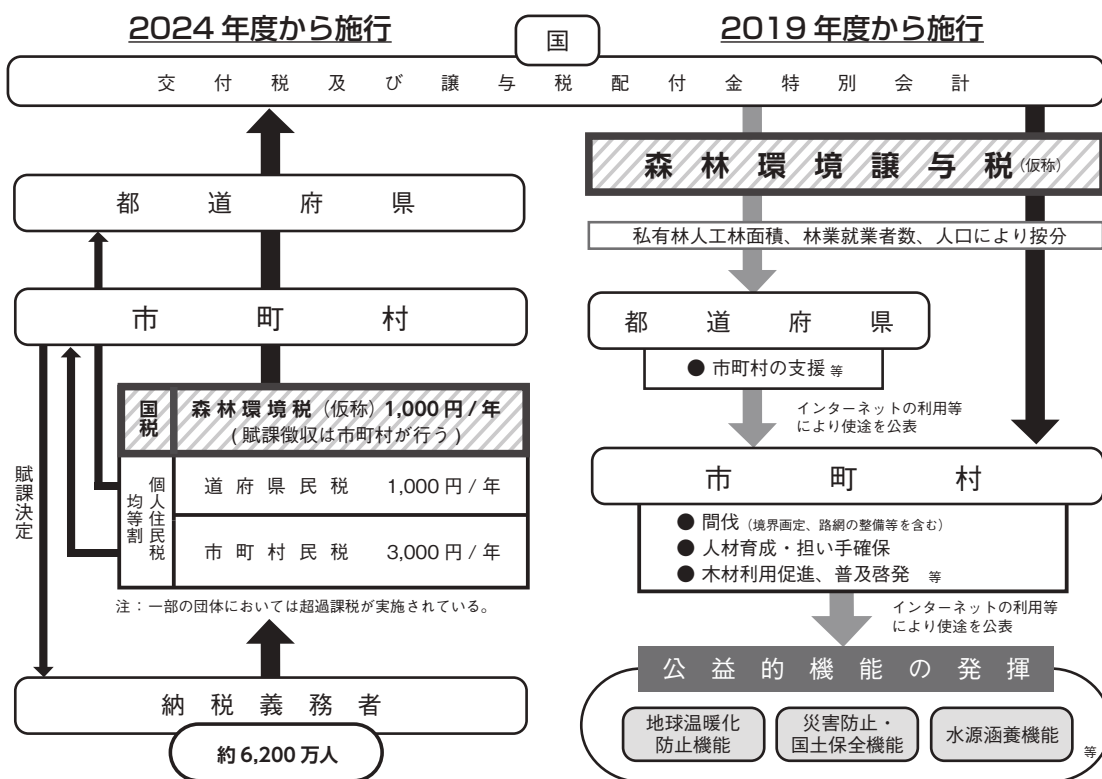 2024年度から施行
国
2019年度から施行
交付税及び譲与税配付金特別会計
都道府県
市町村
国税
森林環境税（仮称）1,000円/年
(賦課徴収は市町村が行う)
個人住民税
均等割
道府県民税 1,000円/年
市町村民税 3,000円/年
注：一部の団体においては超過課税が実施されている。
賦課決定
納税義務者
約6,200万人
森林環境譲与税(仮称)
私有林人工林面積、林業就業者数、人口により按分
都道府県
● 市町村の支援 等
インターネットの利用等
により使途を公表
市町村
● 間伐（境界画定、路網の整備等を含む）
● 人材育成・担い手確保
● 木材利用促進、普及啓発 等
インターネットの利用等
により使途を公表
公益的機能の発揮
地球温暖化
防止機能
災害防止・
国土保全機能
水源涵養機能
等